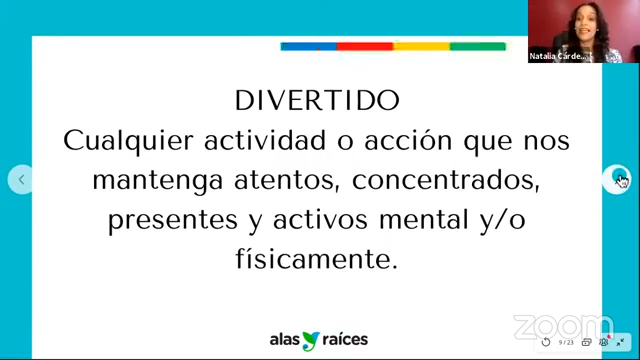 Natalia Carde...
DIVERTIDO
Cualquier actividad o acción que nos
mantenga atentos, concentrados,
presentes y activos mental y/o
físicamente.
alas raíces
zoom
9/23